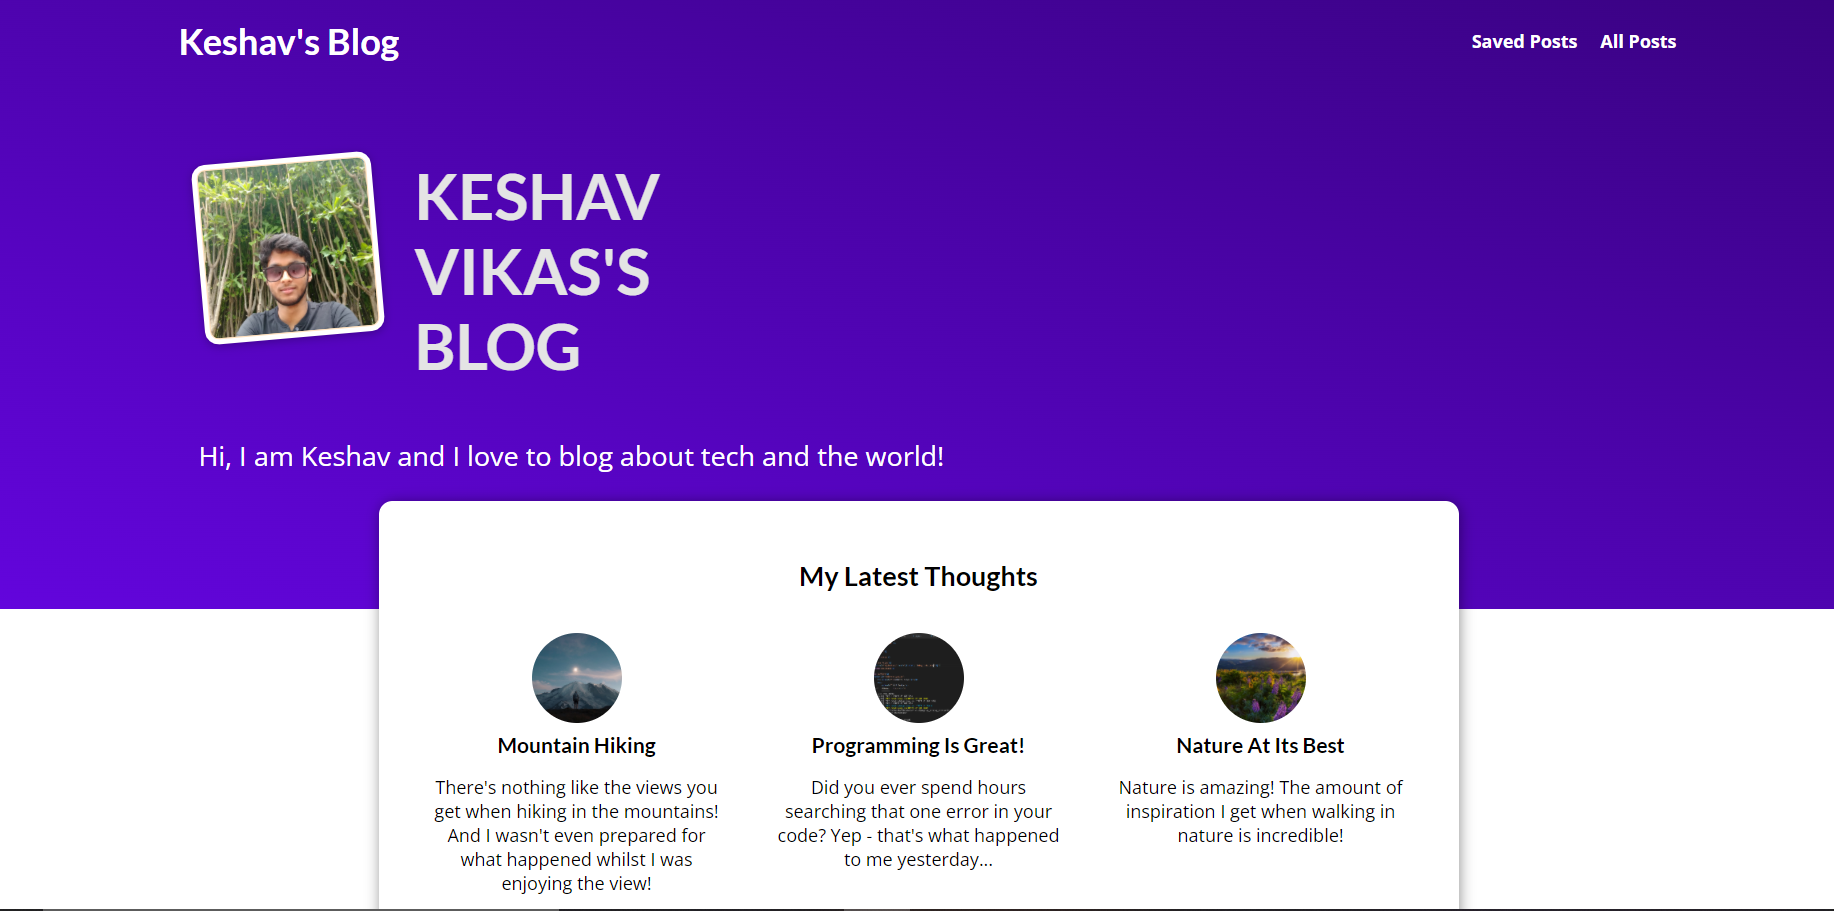 Keshav's Blog
Saved Posts
All Posts
KESHAV
VIKAS'S
BLOG
Hi, I am Keshav and I love to blog about tech and the world!
My Latest Thoughts
Mountain Hiking
There's nothing like the views you
get when hiking in the mountains!
And I wasn't even prepared for
what happened whilst I was
enjoying the view!
Programming Is Great!
Did you ever spend hours
searching that one error in your
code? Yep - that's what happened
to me yesterday...
Nature At Its Best
Nature is amazing! The amount of
inspiration I get when walking in
nature is incredible!